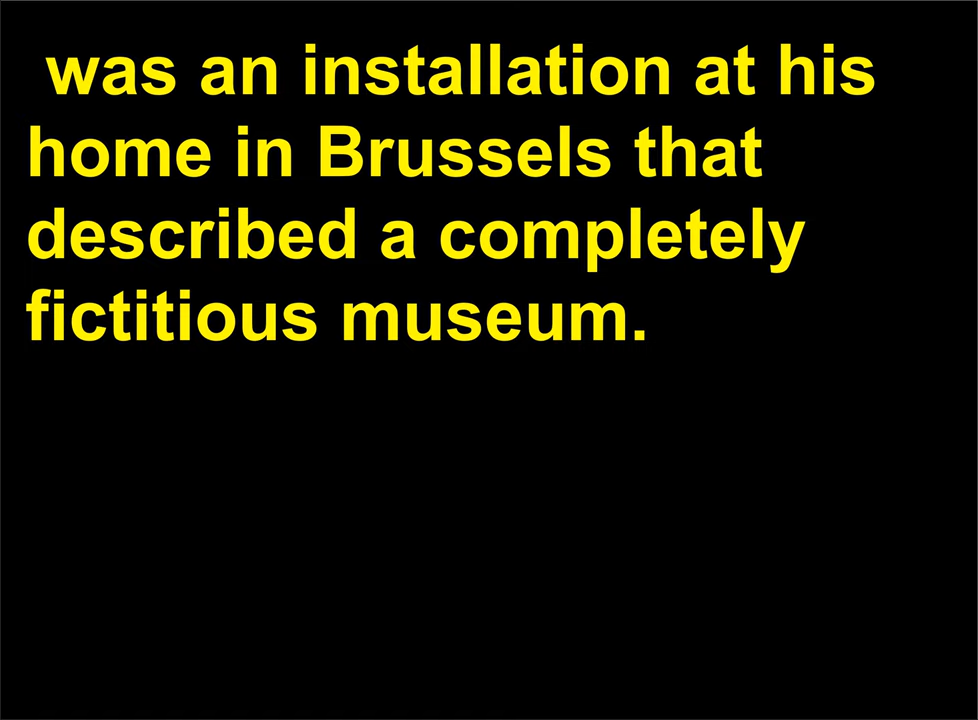 was an installation at his
home in Brussels that
described a completely
fictitious museum.